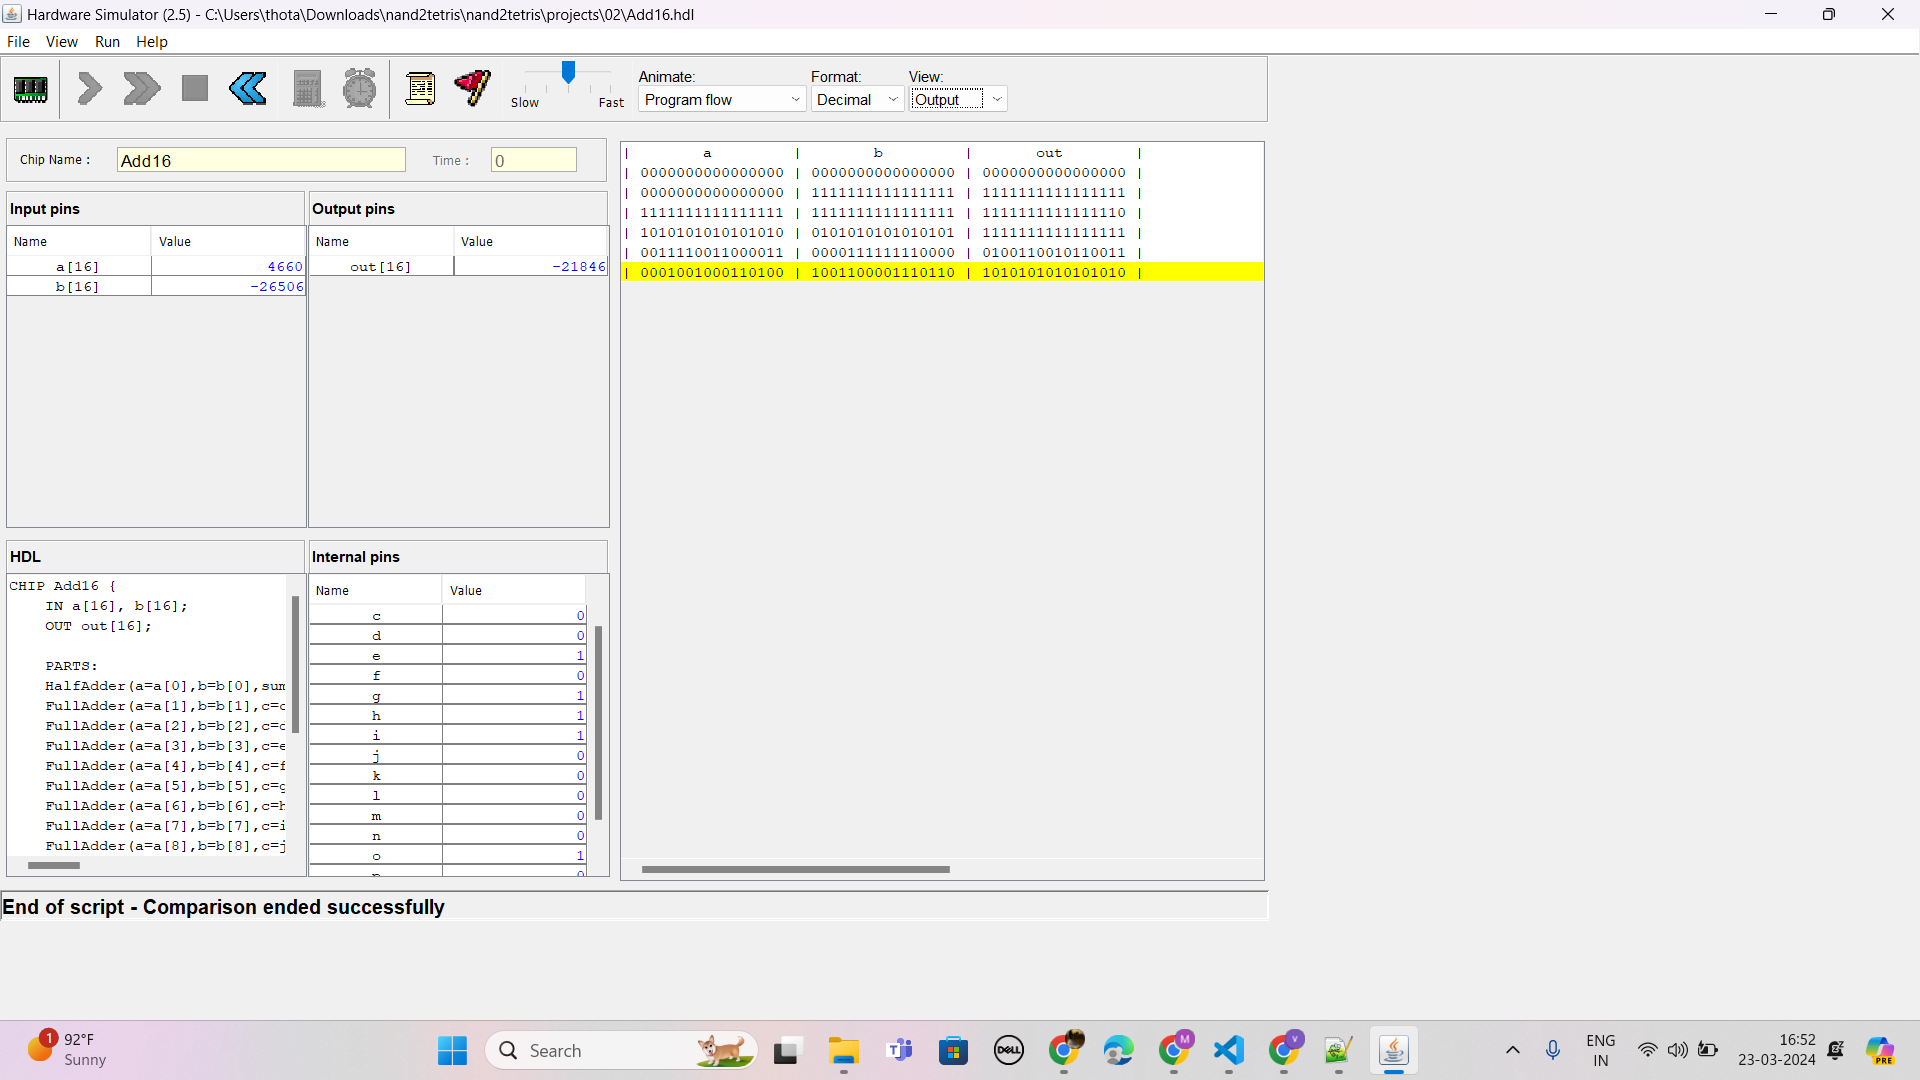 Hardware Simulator (2.5) - C:\Users\thota\Downloads\nand2tetris\nand2tetris\projects\02\Add16.hdl
File View Run Help
Animate: Format: View:
Slow Fast Program flow Decimal Output
Chip Name : Add16 Time : 0
Input pins
Name Value
a[16] 4660
b[16] -26506
Output pins
Name Value
out[16] -21846
| a | b | out |
| 0000000000000000 | 0000000000000000 | 0000000000000000 |
| 0000000000000000 | 1111111111111111 | 1111111111111111 |
| 1111111111111111 | 1111111111111111 | 1111111111111110 |
| 1010101010101010 | 0101010101010101 | 1111111111111111 |
| 0011110011000011 | 0000111111110000 | 0100110010110011 |
| 0001001000110100 | 1001100001110110 | 1010101010101010 |
HDL
CHIP Add16 {
IN a[16], b[16];
OUT out[16];
PARTS:
HalfAdder(a=a[0],b=b[0],sum
FullAdder(a=a[1],b=b[1],c=c
FullAdder(a=a[2],b=b[2],c=d
FullAdder(a=a[3],b=b[3],c=e
FullAdder(a=a[4],b=b[4],c=f
FullAdder(a=a[5],b=b[5],c=g
FullAdder(a=a[6],b=b[6],c=h
FullAdder(a=a[7],b=b[7],c=i
FullAdder(a=a[8],b=b[8],c=j
Internal pins
Name Value
c 0
d 0
e 1
f 0
g 1
h 1
i 1
j 0
k 0
l 0
m 0
n 0
o 1
End of script - Comparison ended successfully
1 92°F
Sunny
Search
DELL
M
v
ENG
IN
16:52
23-03-2024
PRE